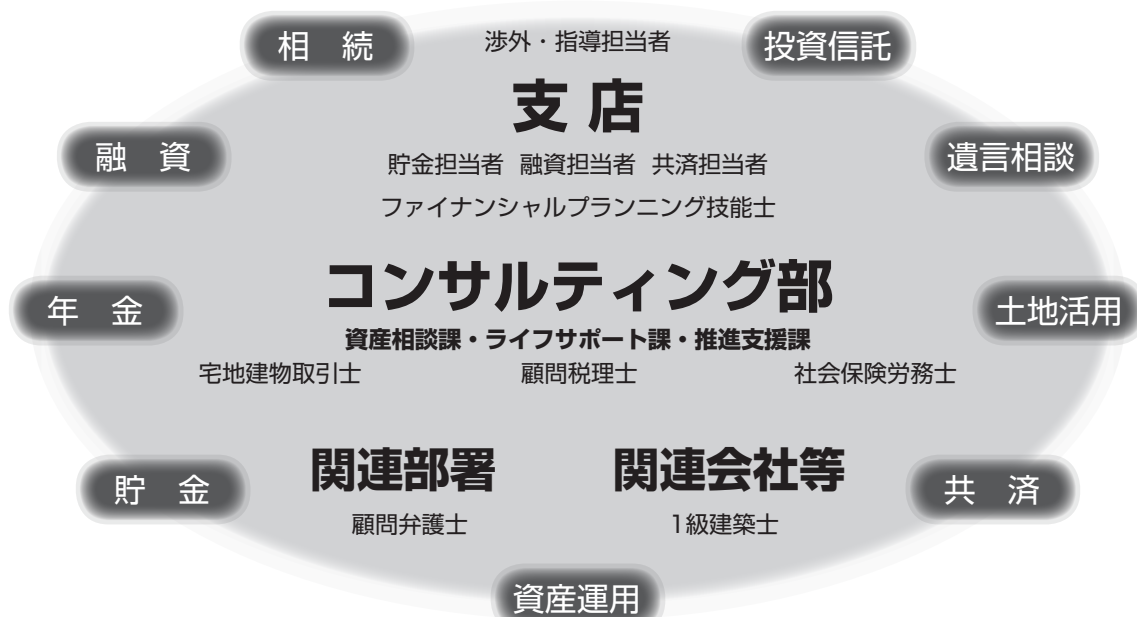 相　続
渉外・指導担当者
投資信託
支店
融　資
貯金担当者 融資担当者 共済担当者
遺言相談
ファイナンシャルプランニング技能士
コンサルティング部
年　金
土地活用
資産相談課・ライフサポート課・推進支援課
宅地建物取引士
顧問税理士
社会保険労務士
関連部署
関連会社等
貯　金
共　済
顧問弁護士
1級建築士
資産運用